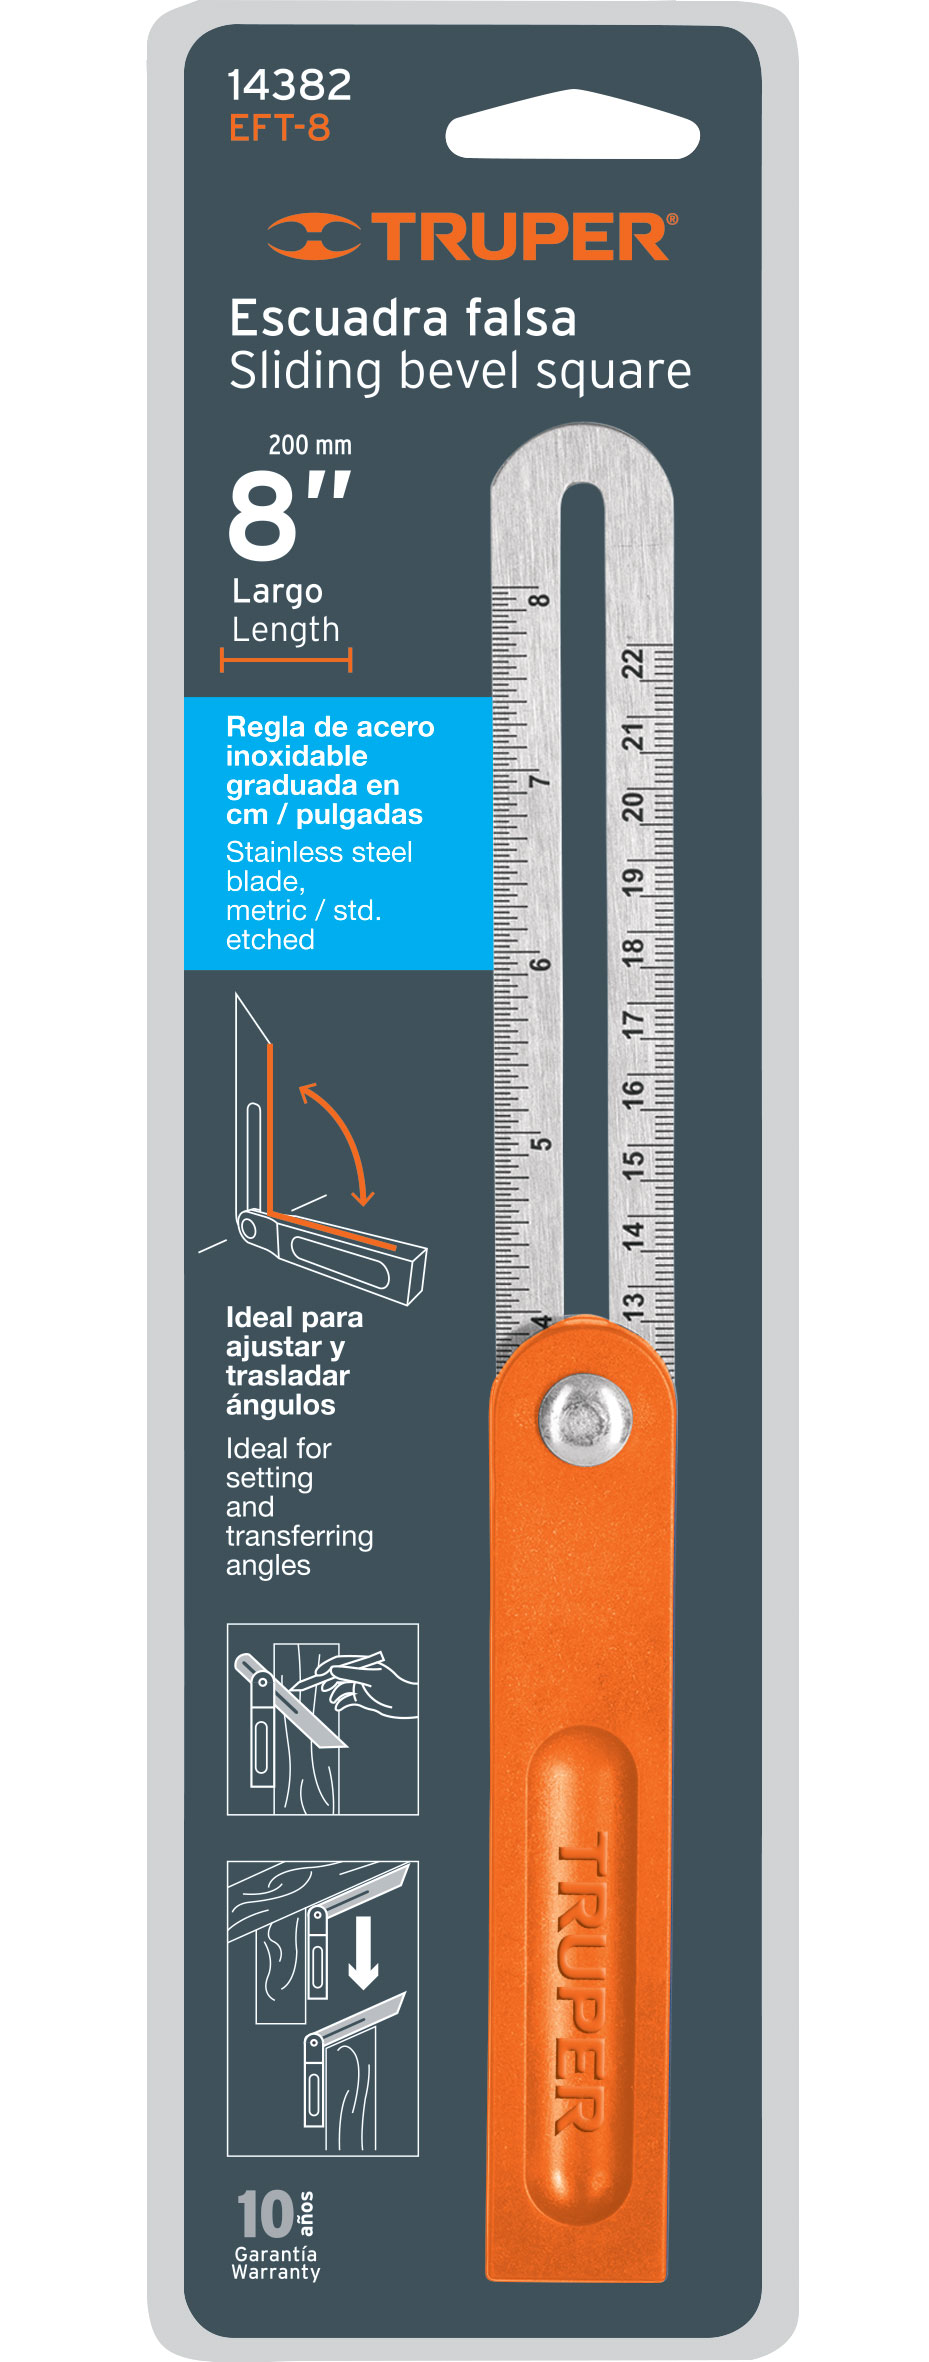 14382
EFT-8
TRUPER®
Escuadra falsa
Sliding bevel square
200 mm
8"
Largo
Length
Regla de acero
inoxidable
graduada en
cm / pulgadas
Stainless steel
blade,
metric / std.
etched
Ideal para
ajustar y
trasladar
ángulos
Ideal for
setting
and
transferring
angles
10 años
Garantía
Warranty
8
7
6
5
4
22
21
20
19
18
17
16
15
14
13
TRUPER